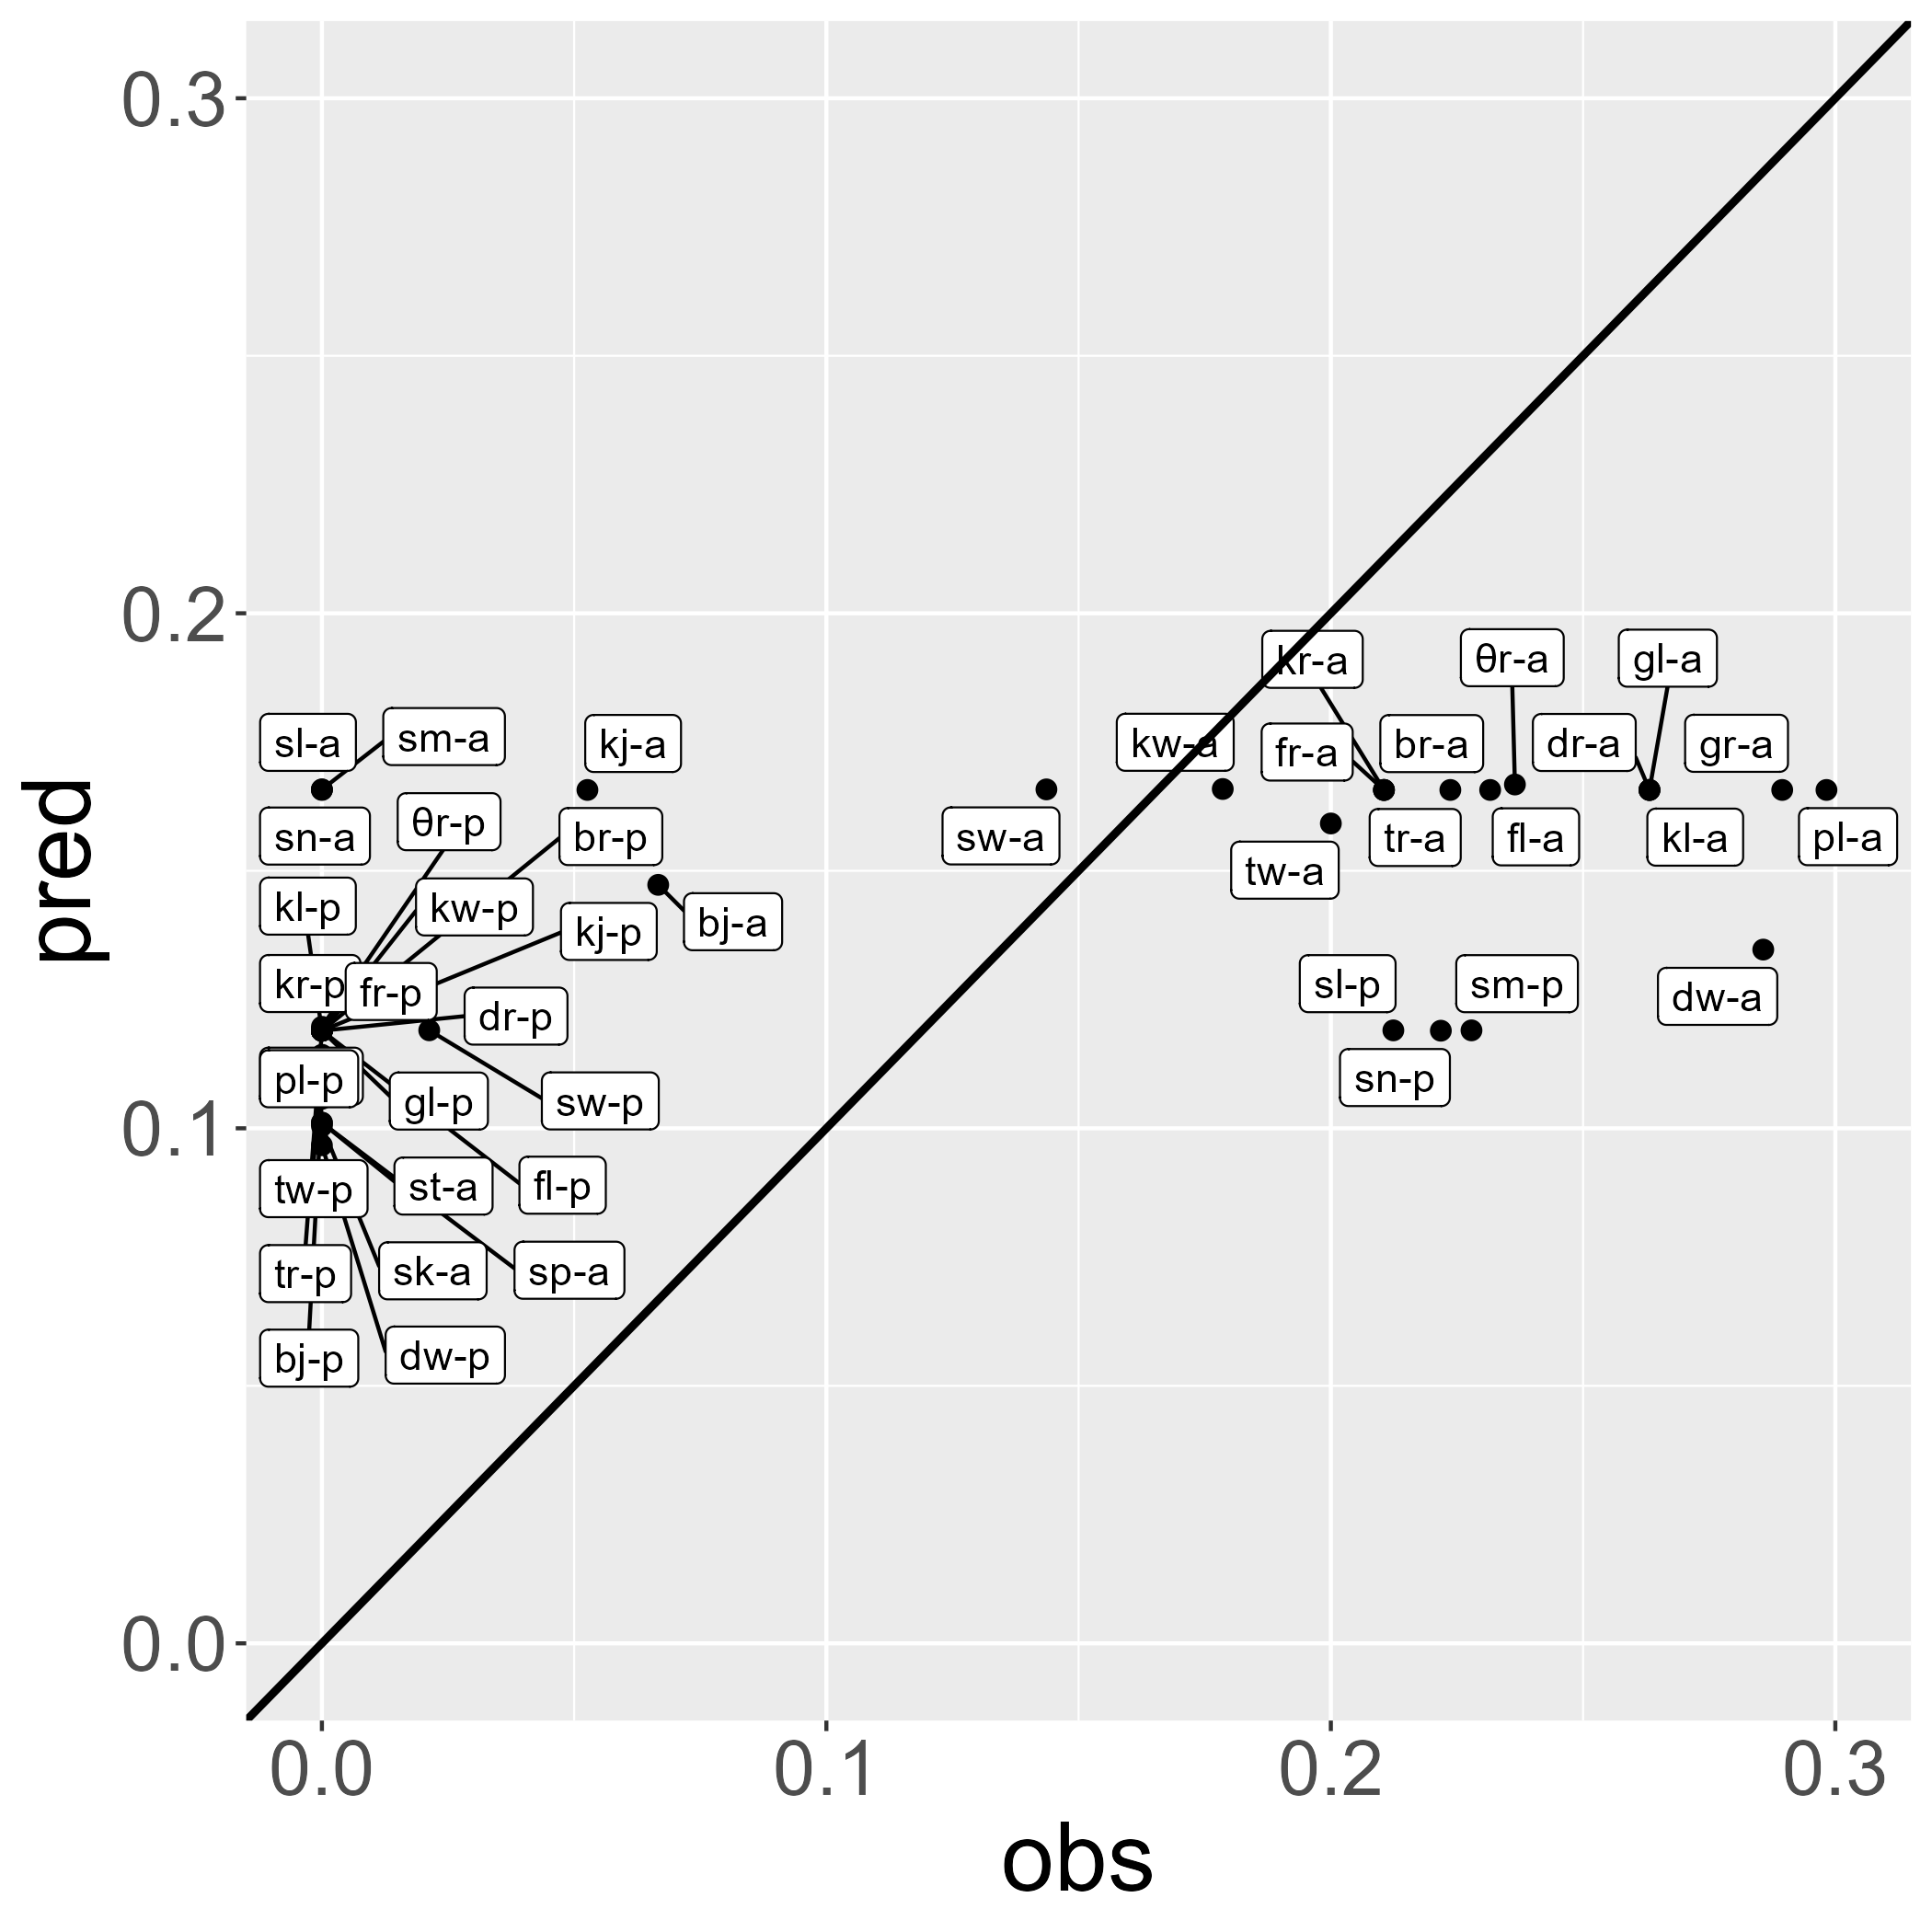 0.3
0.2
0.1
0.0
pred
kr-a
θr-a
gl-a
sl-a
sm-a
kj-a
kw-a
fr-a
br-a
dr-a
gr-a
sn-a
θr-p
br-p
sw-a
tw-a
tr-a
fl-a
kl-a
pl-a
kl-p
kw-p
kj-p
bj-a
kr-p
fr-p
dr-p
sl-p
sm-p
dw-a
pl-p
gl-p
sw-p
sn-p
tw-p
st-a
fl-p
tr-p
sk-a
sp-a
bj-p
dw-p
0.0
0.1
0.2
0.3
obs